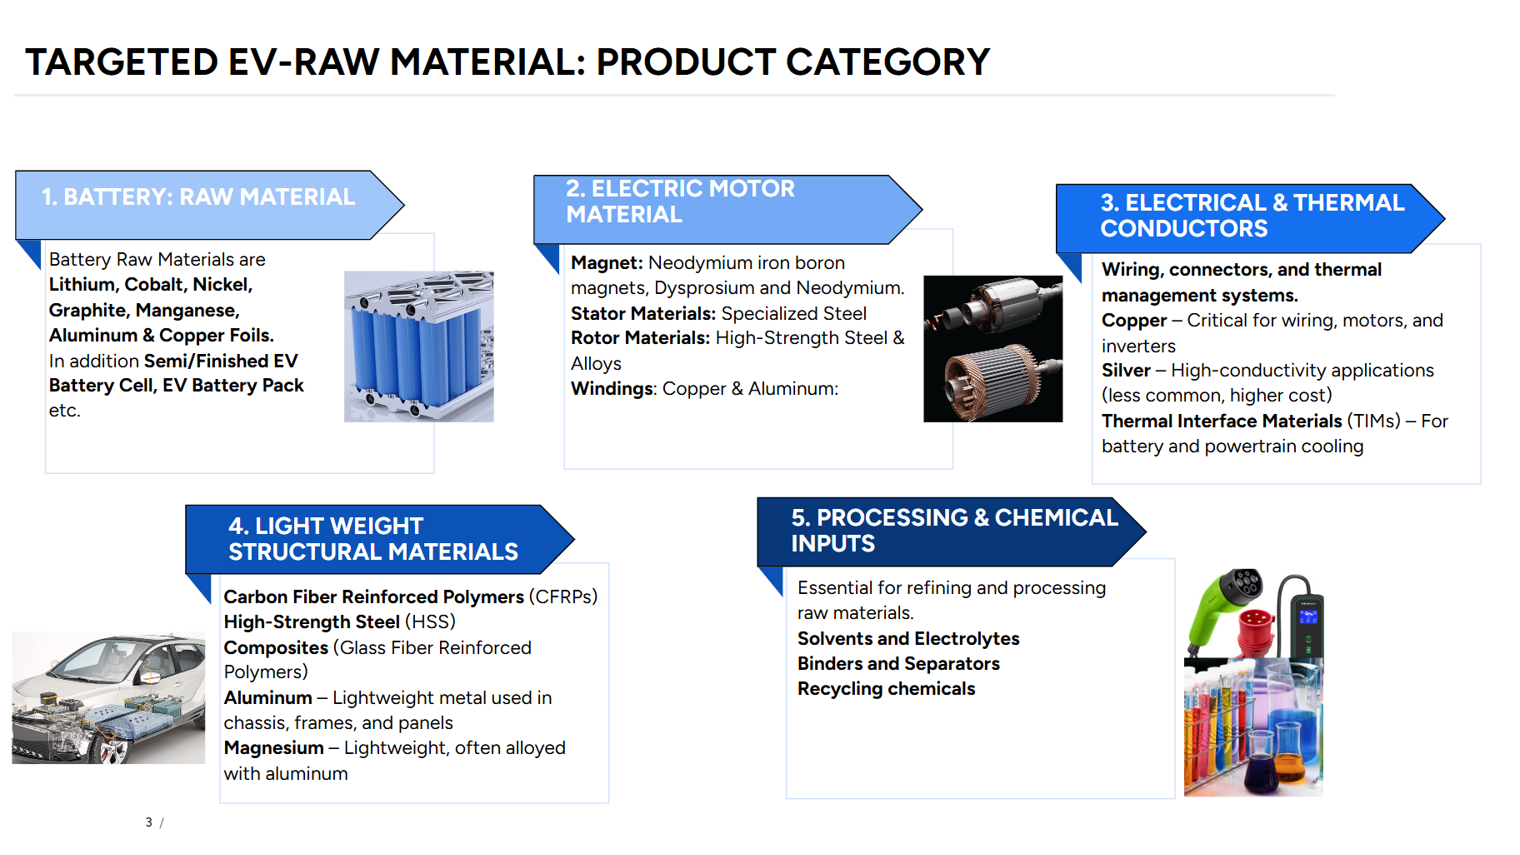 TARGETED EV-RAW MATERIAL: PRODUCT CATEGORY
1. BATTERY: RAW MATERIAL
Battery Raw Materials are
Lithium, Cobalt, Nickel,
Graphite, Manganese,
Aluminum & Copper Foils.
In addition Semi/Finished EV
Battery Cell, EV Battery Pack
etc.
2. ELECTRIC MOTOR
MATERIAL
Magnet: Neodymium iron boron
magnets, Dysprosium and Neodymium.
Stator Materials: Specialized Steel
Rotor Materials: High-Strength Steel &
Alloys
Windings: Copper & Aluminum:
3. ELECTRICAL & THERMAL
CONDUCTORS
Wiring, connectors, and thermal
management systems.
Copper – Critical for wiring, motors, and
inverters
Silver – High-conductivity applications
(less common, higher cost)
Thermal Interface Materials (TIMs) – For
battery and powertrain cooling
4. LIGHT WEIGHT
STRUCTURAL MATERIALS
Carbon Fiber Reinforced Polymers (CFRPs)
High-Strength Steel (HSS)
Composites (Glass Fiber Reinforced
Polymers)
Aluminum – Lightweight metal used in
chassis, frames, and panels
Magnesium – Lightweight, often alloyed
with aluminum
5. PROCESSING & CHEMICAL
INPUTS
Essential for refining and processing
raw materials.
Solvents and Electrolytes
Binders and Separators
Recycling chemicals
3 /